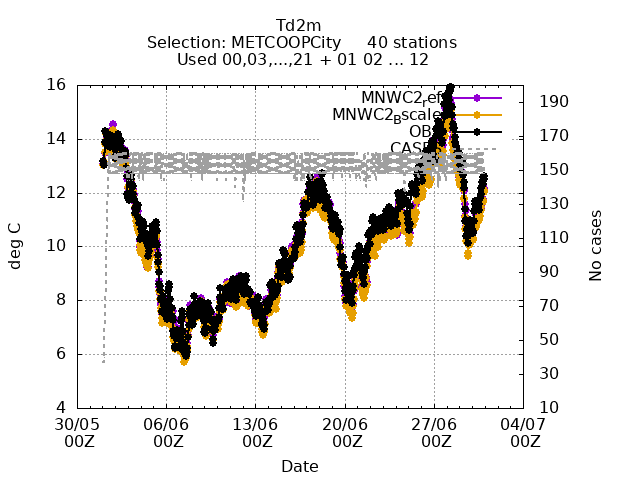 Td2m
Selection: METCOOPCity 40 stations
Used 00,03,...,21 + 01 02 ... 12
16
14
12
10
8
6
4
190
170
150
130
110
90
70
50
30
10
deg C
No cases
MNWC2_ref
MNWC2_Bscale
OBS
CASES
30/05 06/06 13/06 20/06 27/06 04/07
00Z 00Z 00Z 00Z 00Z 00Z
Date